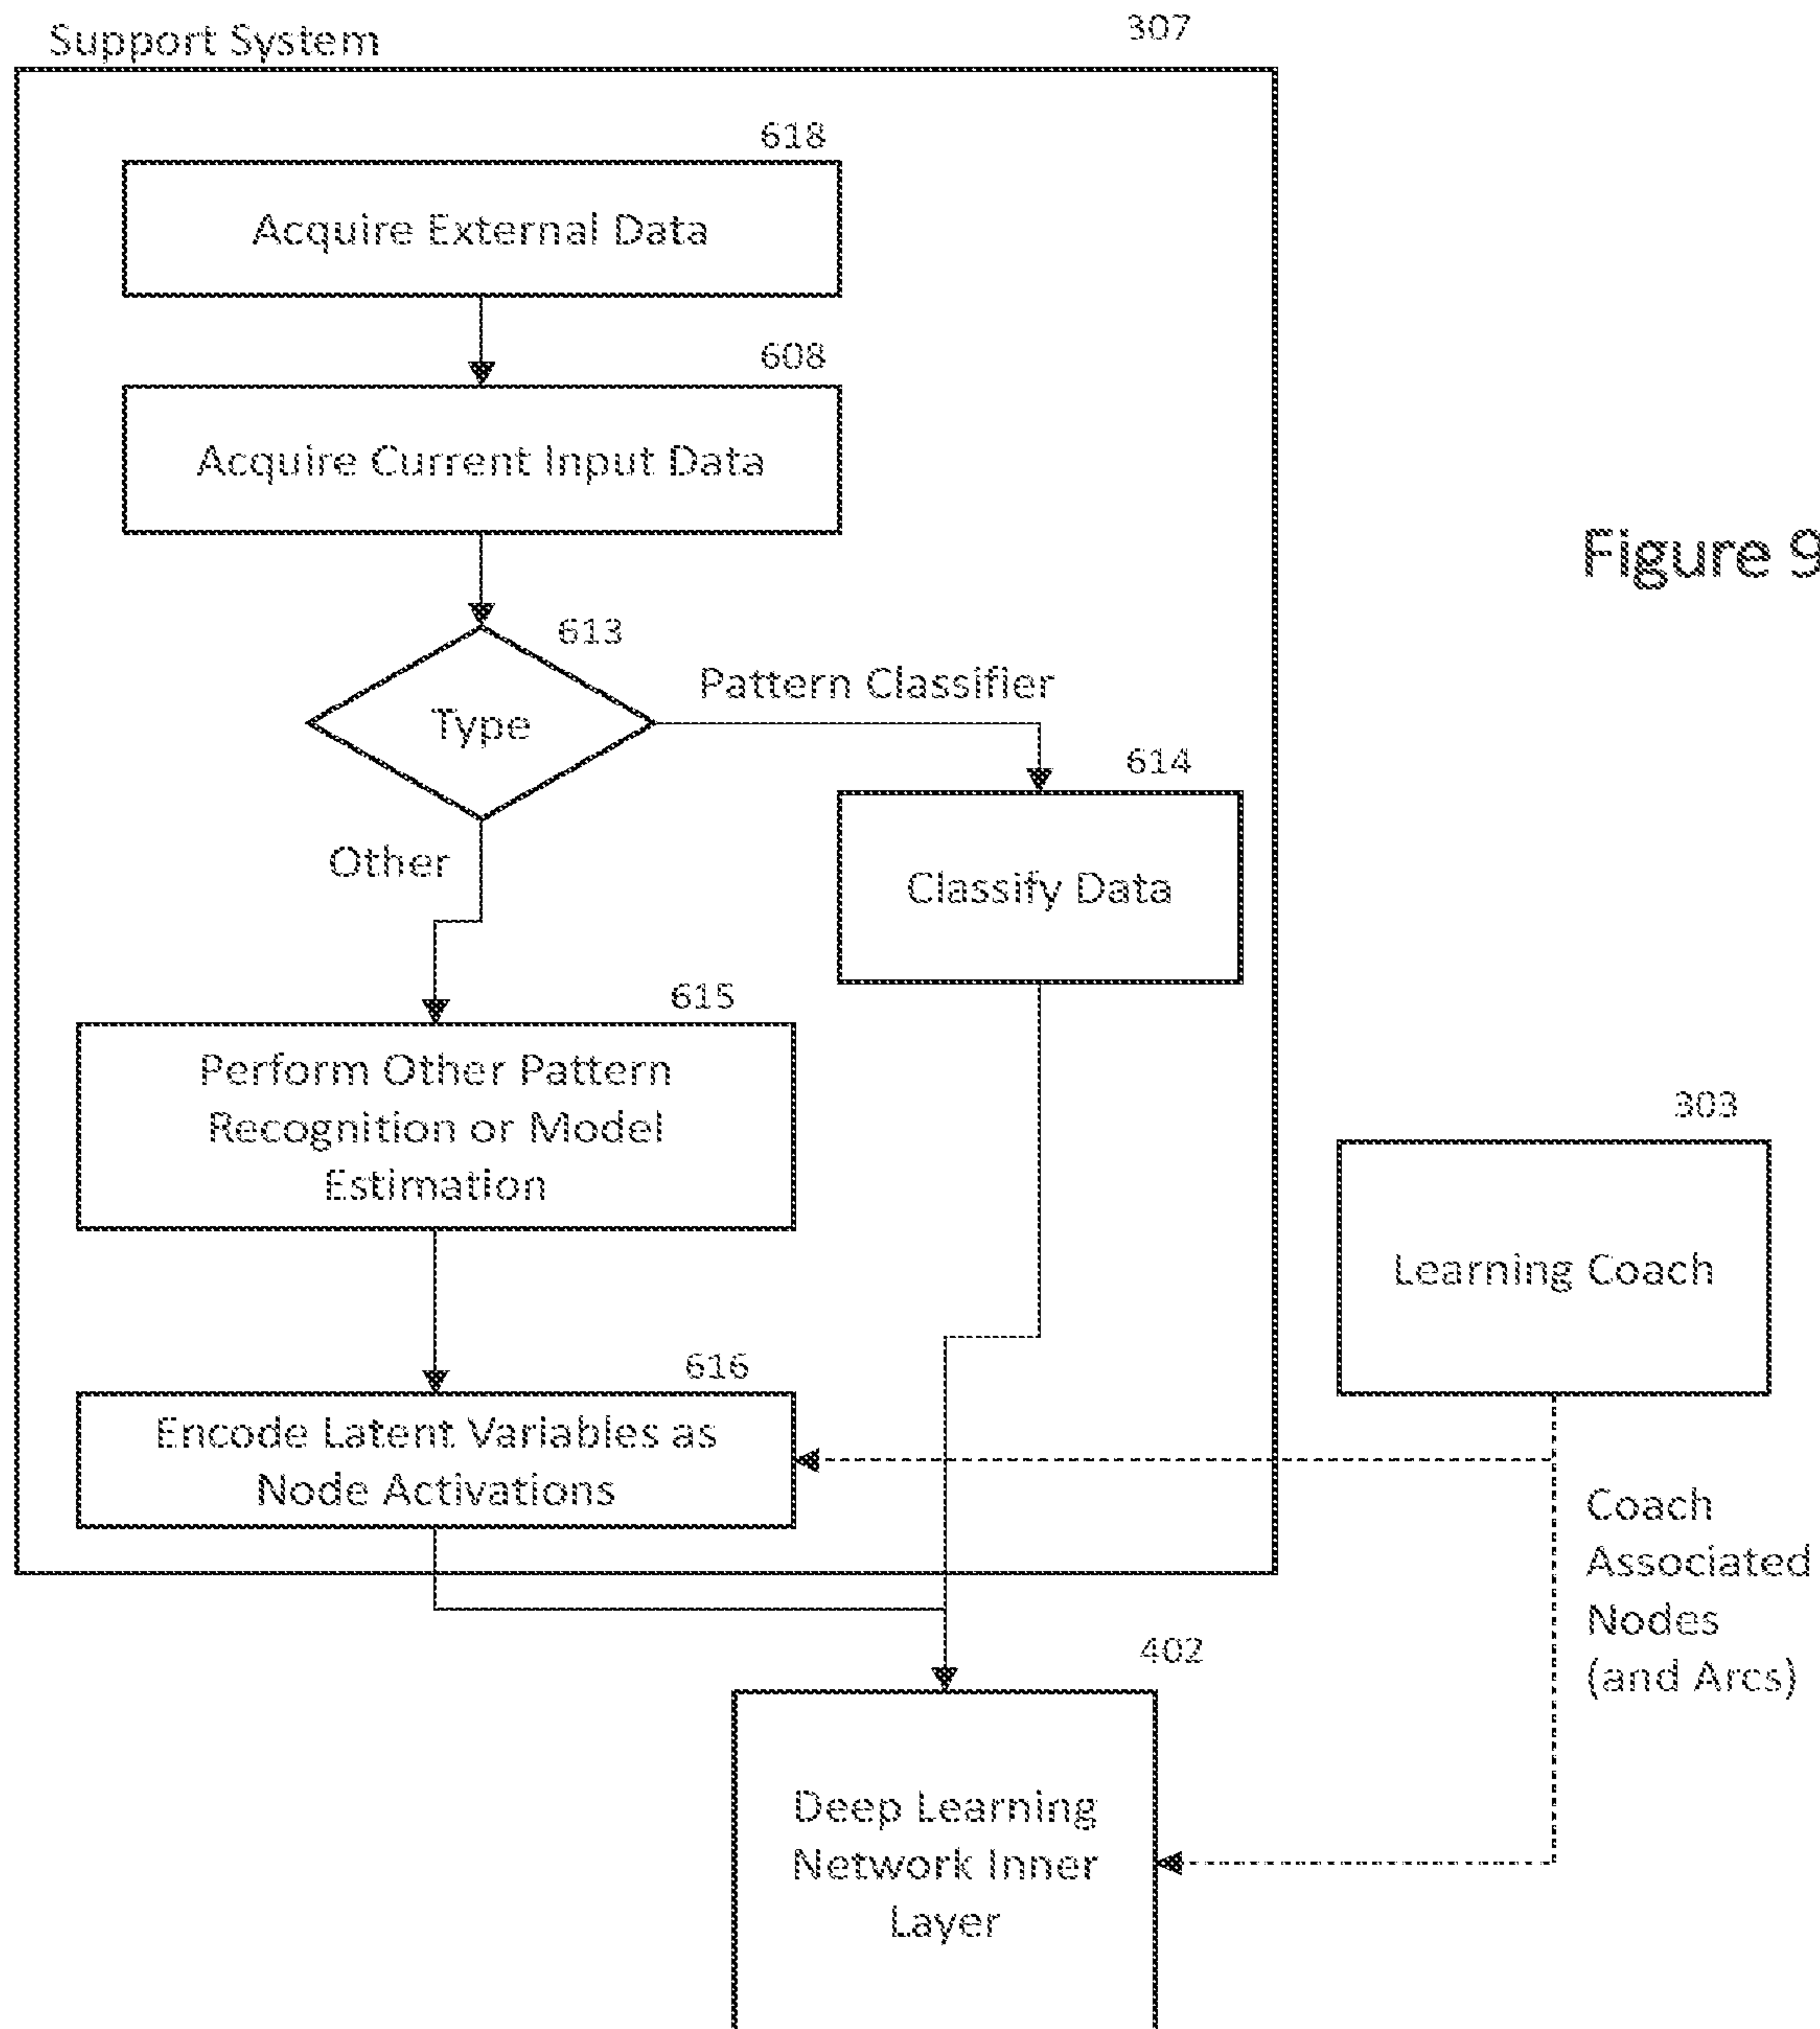 Support System
307
618
Acquire External Data
608
Acquire Current Input Data
Figure 9
613
Type
Pattern Classifier
614
Other
Classify Data
615
Perform Other Pattern
Recognition or Model
Estimation
303
Learning Coach
616
Encode Latent Variables as
Node Activations
Coach
Associated
Nodes
(and Arcs)
402
Deep Learning
Network Inner
Layer